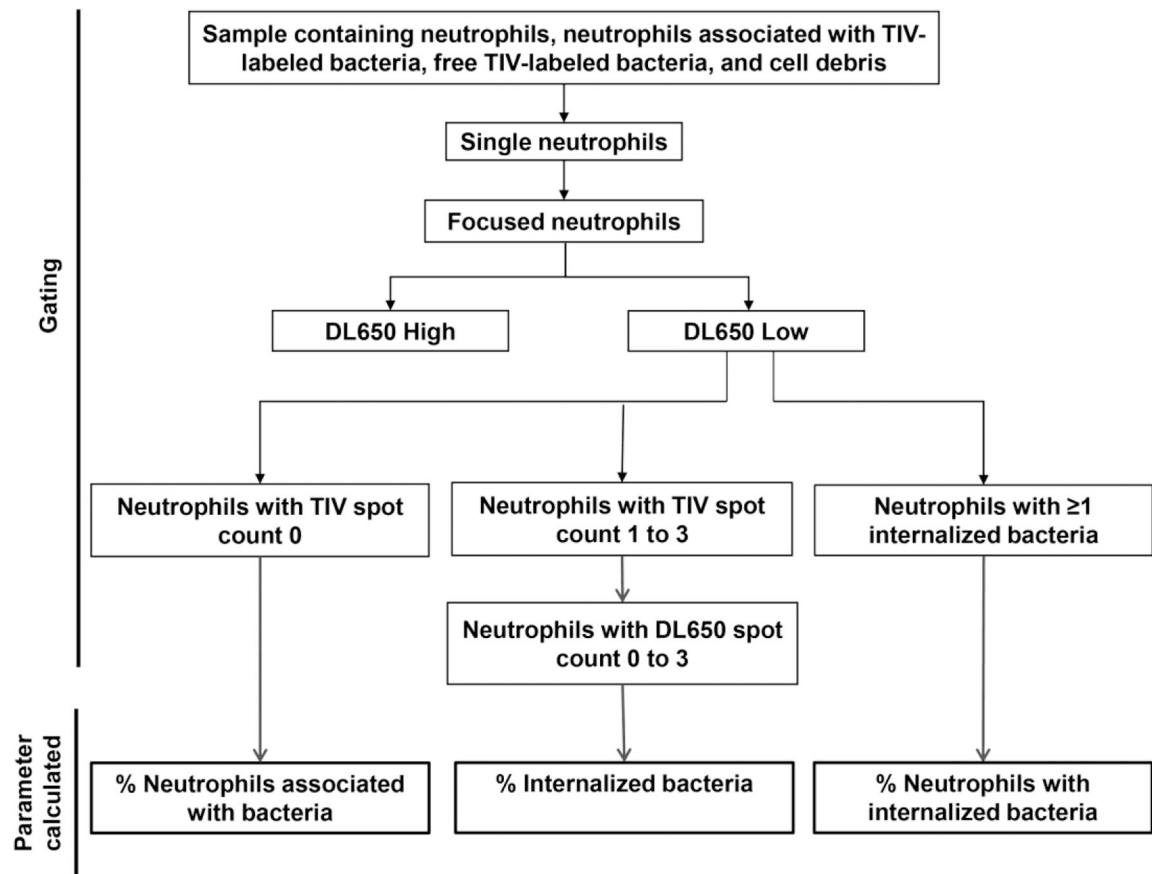 Sample containing neutrophils, neutrophils associated with TIV-
labeled bacteria, free TIV-labeled bacteria, and cell debris
Single neutrophils
Focused neutrophils
Gating
DL650 High
DL650 Low
Neutrophils with TIV spot
count 0
Neutrophils with TIV spot
count 1 to 3
Neutrophils with ≥1
internalized bacteria
Neutrophils with DL650 spot
count 0 to 3
Parameter
calculated
% Neutrophils associated
with bacteria
% Internalized bacteria
% Neutrophils with
internalized bacteria